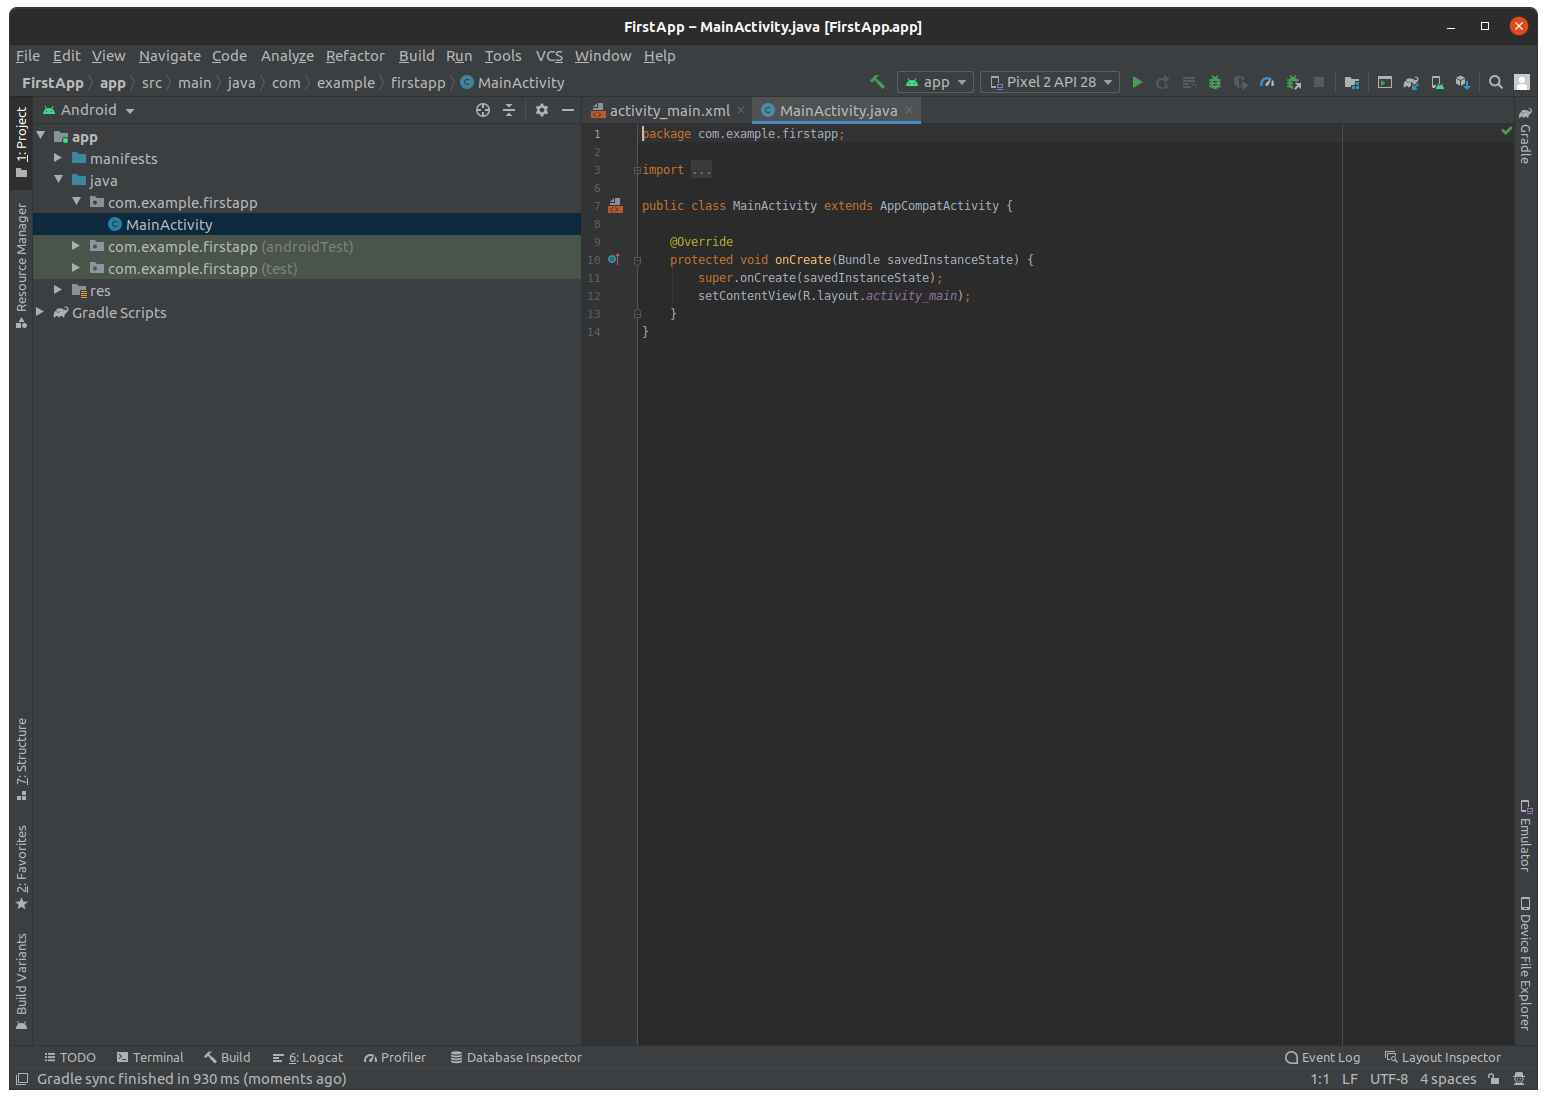 FirstApp – MainActivity.java [FirstApp.app]
File Edit View Navigate Code Analyze Refactor Build Run Tools VCS Window Help
FirstApp app src main java com example firstapp MainActivity
app Pixel 2 API 28
1: Project
Resource Manager
7: Structure
2: Favorites
Build Variants
Android
app
manifests
java
com.example.firstapp
MainActivity
com.example.firstapp (androidTest)
com.example.firstapp (test)
res
Gradle Scripts
activity_main.xml MainActivity.java
1 package com.example.firstapp;
2
3 import ...
6
7 public class MainActivity extends AppCompatActivity {
8
9 @Override
10 protected void onCreate(Bundle savedInstanceState) {
11 super.onCreate(savedInstanceState);
12 setContentView(R.layout.activity_main);
13 }
14 }
Gradle
Emulator
Device File Explorer
TODO Terminal Build 6: Logcat Profiler Database Inspector Event Log Layout Inspector
Gradle sync finished in 930 ms (moments ago) 1:1 LF UTF-8 4 spaces